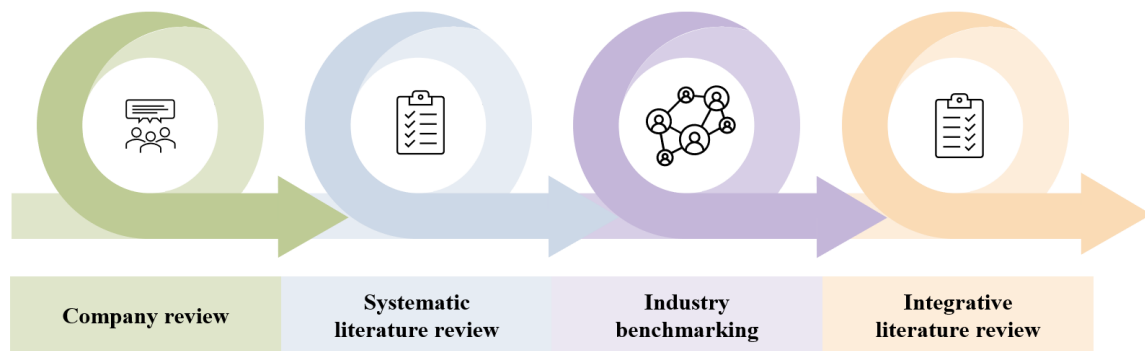 Company review
Systematic
literature review
Industry
benchmarking
Integrative
literature review